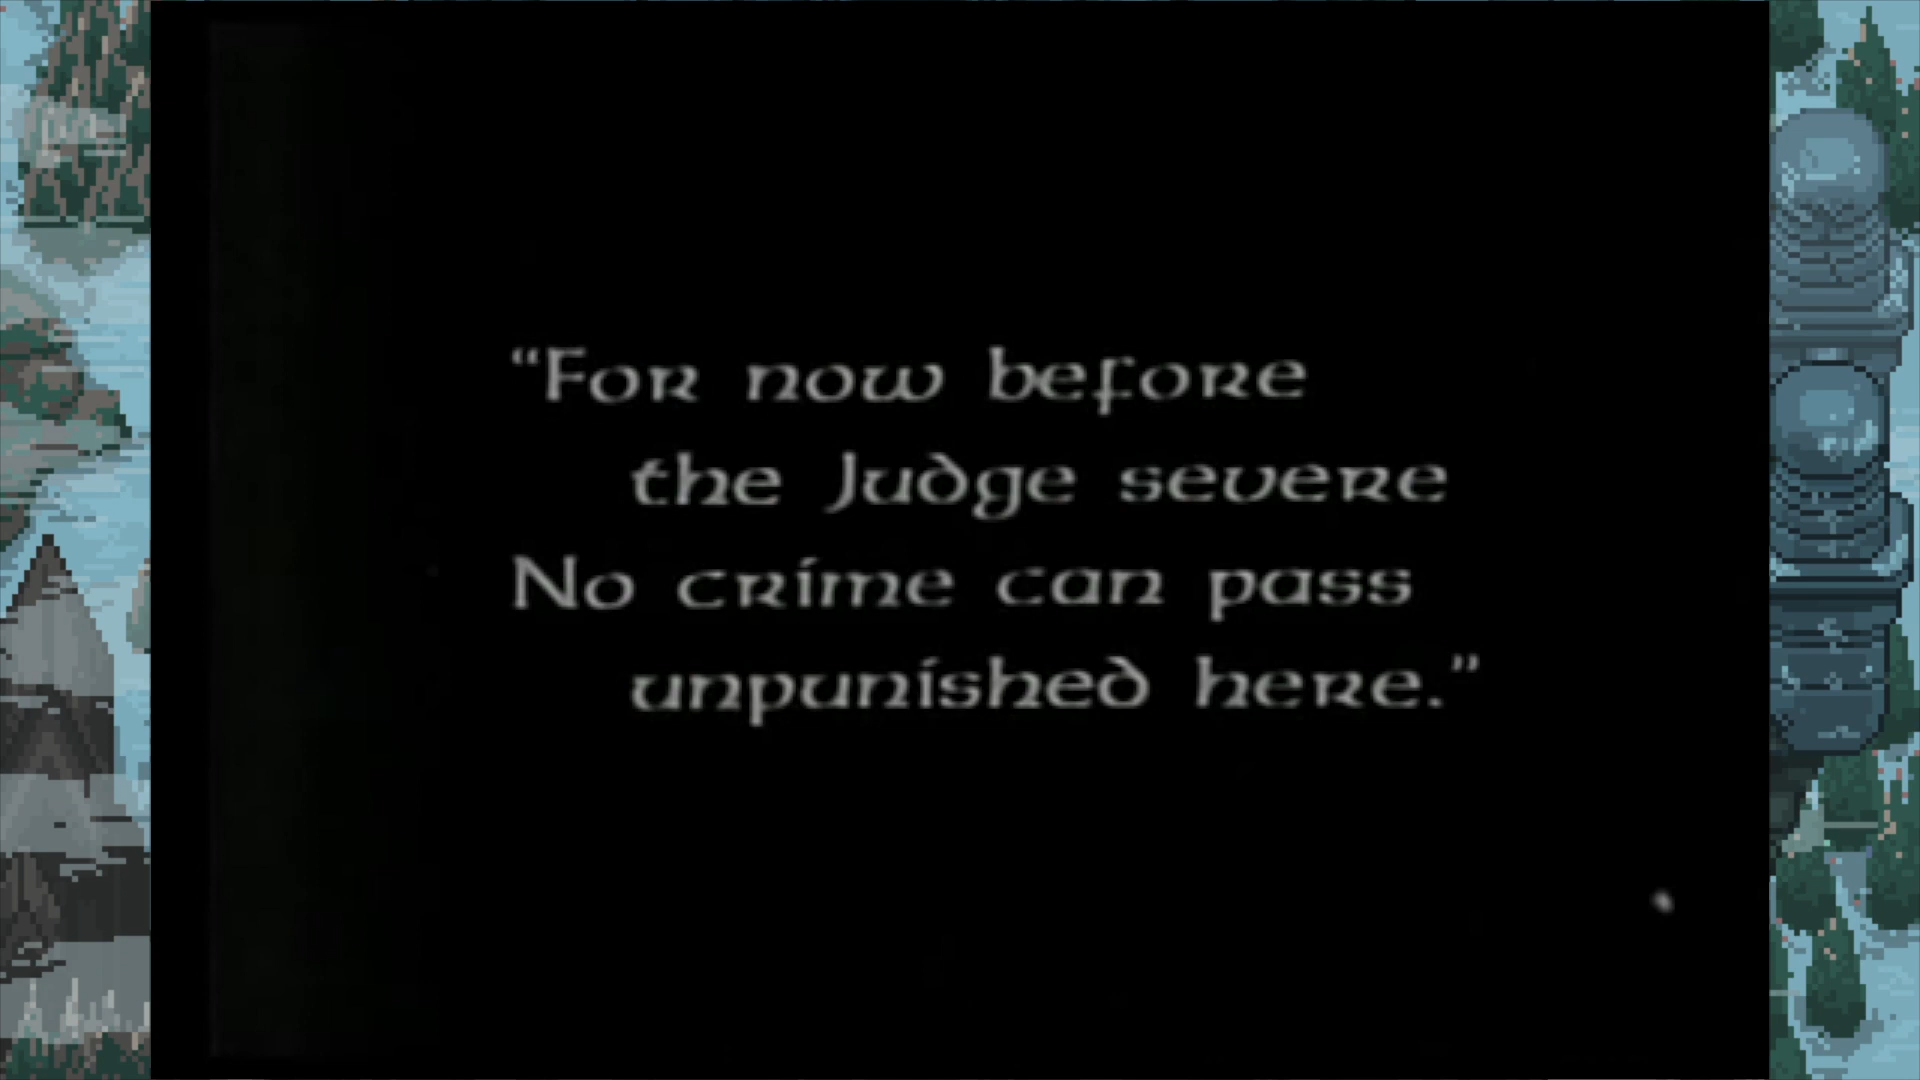 “For now before
the Judge severe
No crime can pass
unpunished here.”